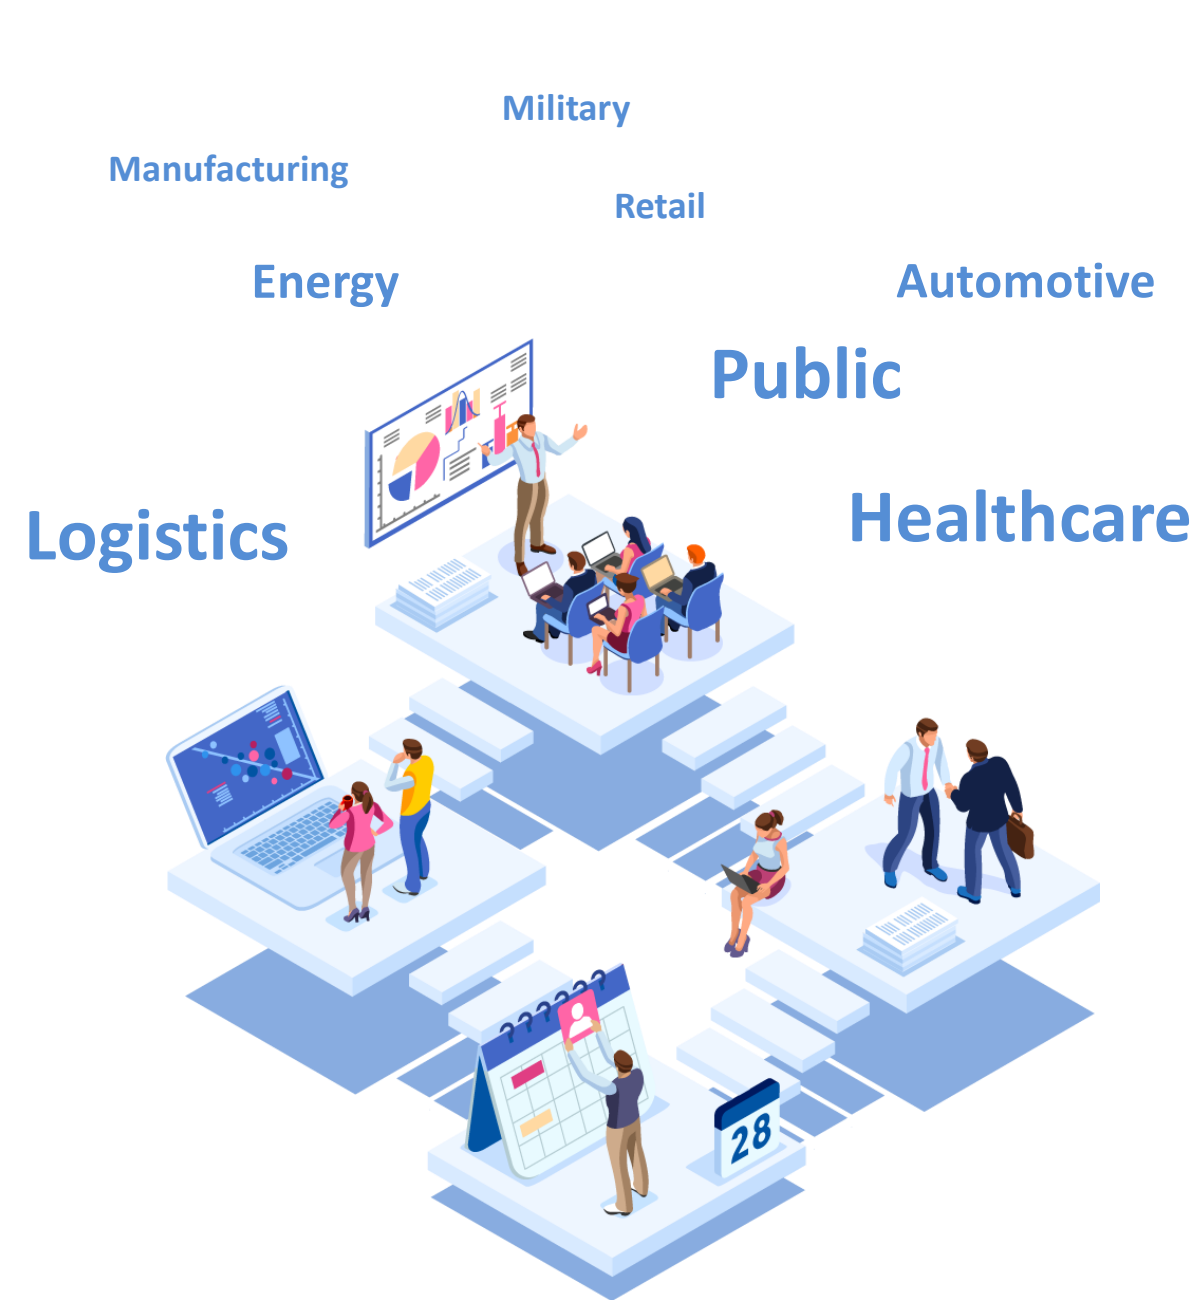 Military
Manufacturing
Retail
Energy
Automotive
Public
Healthcare
Logistics
28